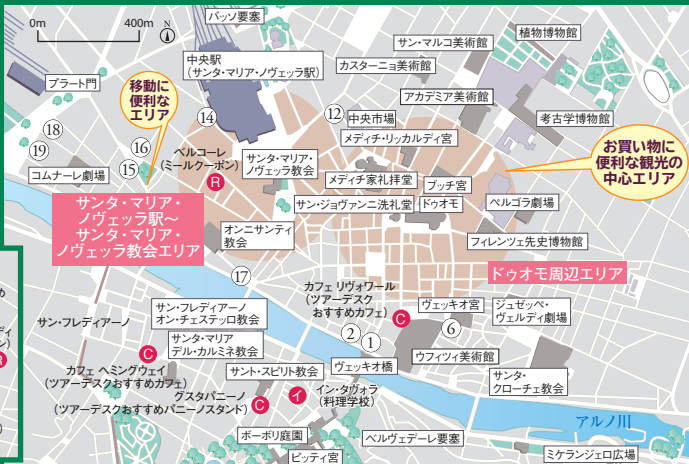 0m
400m
N
バッソ要塞
植物博物館
サン・マルコ美術館
中央駅
(サンタ・マリア・ノヴェッラ駅)
カスターニョ美術館
プラート門
移動に
便利な
エリア
アカデミア美術館
考古学博物館
⑫
中央市場
⑭
⑱
⑲
⑯
⑮
ベルコーレ
(ミールクーポン)
R
サンタ・マリア・
ノヴェッラ教会
メディチ・リッカルディ宮
お買い物に
便利な観光の
中心エリア
コムナーレ劇場
メディチ家礼拝堂
プッチ宮
サン・ジョヴァンニ洗礼堂
ドゥオモ
ペルゴラ劇場
サンタ・マリア・
ノヴェッラ駅~
サンタ・マリア・
ノヴェッラ教会エリア
オンニサンティ
教会
フィレンツェ先史博物館
ドゥオモ周辺エリア
⑰
カフェ リヴォワール
(ツアーデスク
おすすめカフェ)
C
ヴェッキオ宮
⑥
ジュゼッペ・
ヴェルディ劇場
サン・フレディアーノ
サン・フレディアーノ
オン・チェステッロ教会
サンタ・マリア
デル・カルミネ教会
②
①
ウフィツィ美術館
C
カフェ ヘミングウェイ
(ツアーデスクおすすめカフェ)
サント・スピリト教会
ヴェッキオ橋
サンタ・
クローチェ教会
グスタパニーノ
(ツアーデスクおすすめパニーノスタンド)
C
イ
イン・タヴォラ
(料理学校)
アルノ川
ボーボリ庭園
ベルヴェデーレ要塞
ピッティ宮
ミケランジェロ広場